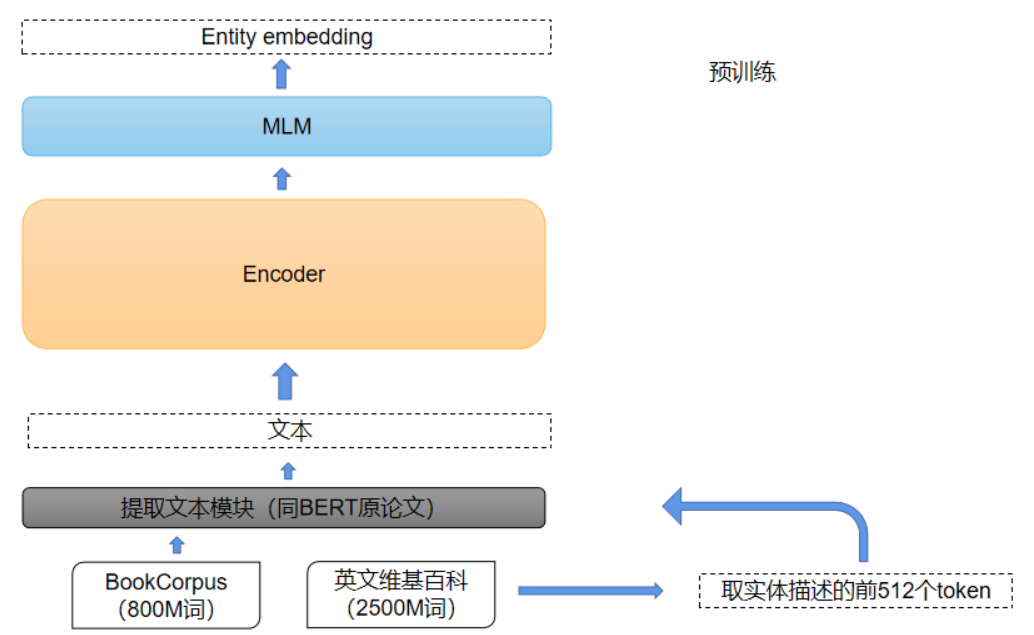 Entity embedding
预训练
MLM
Encoder
文本
提取文本模块（同BERT原论文）
BookCorpus
（800M词）
英文维基百科
（2500M词）
取实体描述的前512个token